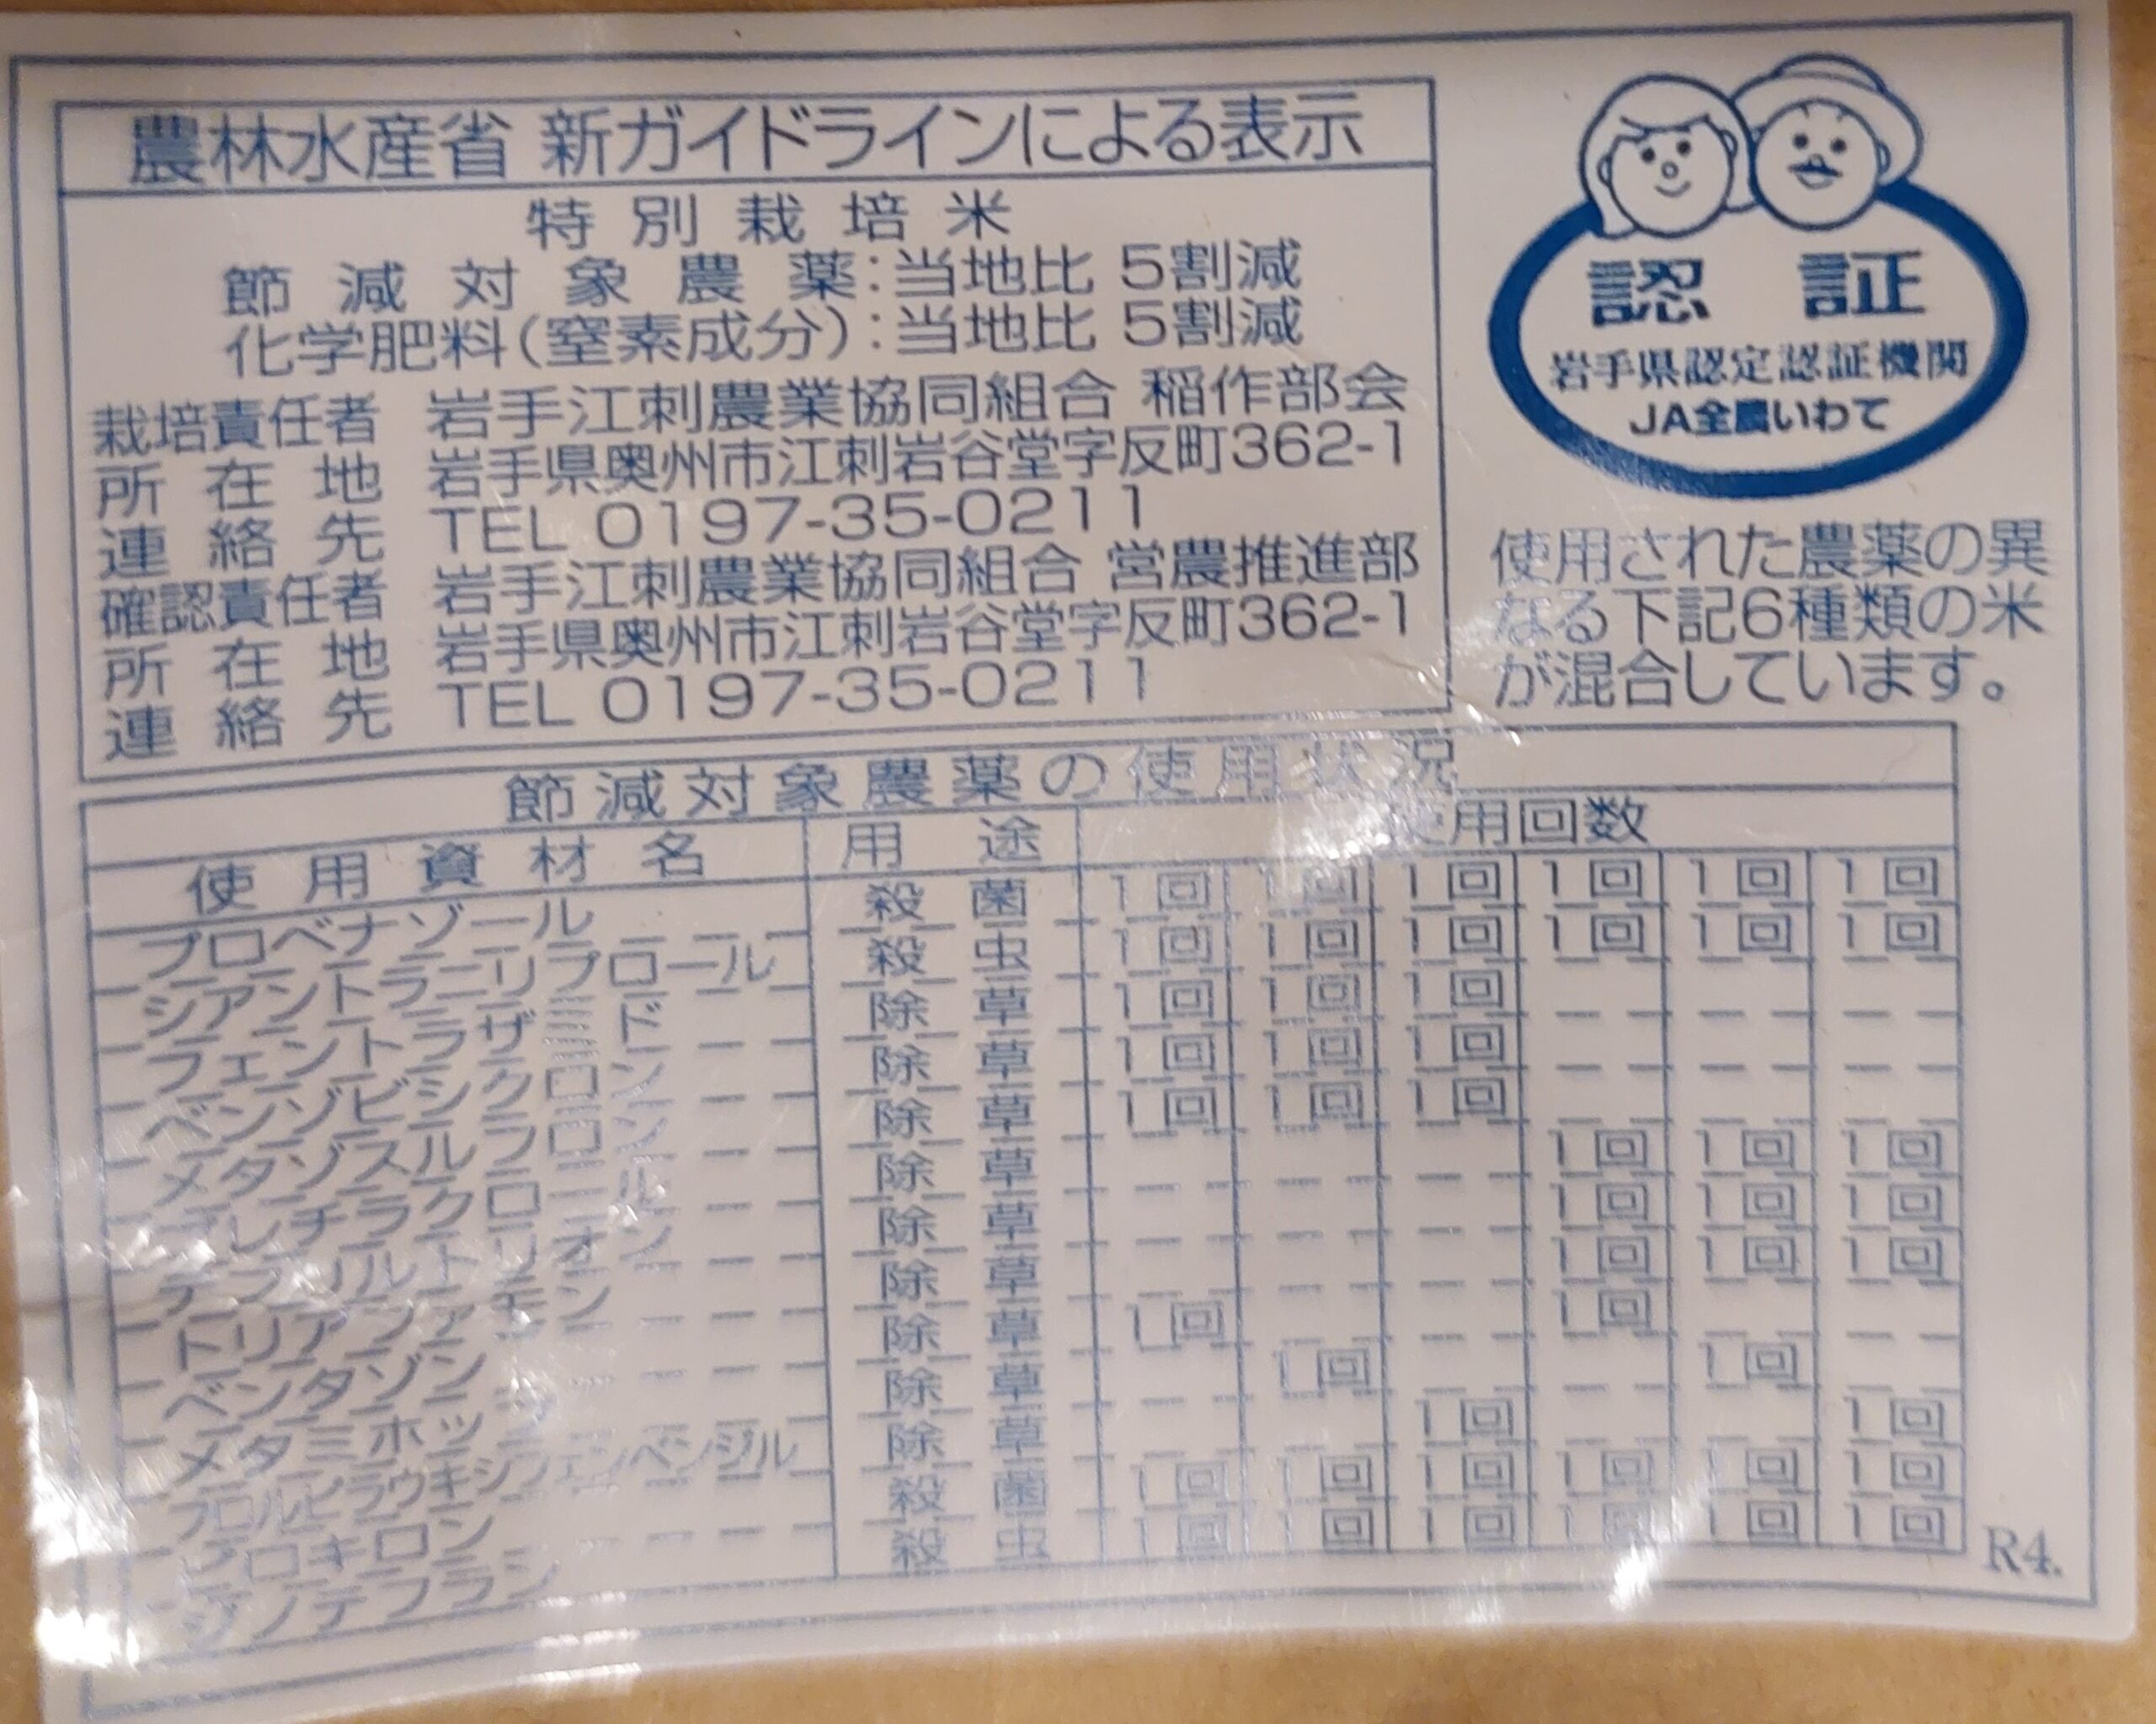 農林水産省 新ガイドラインによる表示
特別栽培米
節減対象農薬:当地比 5割減
化学肥料(窒素成分):当地比 5割減
栽培責任者 岩手江刺農業協同組合 稲作部会
所在地 岩手県奥州市江刺岩谷堂字反町362-1
連絡先 TEL 0197-35-0211
確認責任者 岩手江刺農業協同組合 営農推進部
所在地 岩手県奥州市江刺岩谷堂字反町362-1
連絡先 TEL 0197-35-0211
認証
岩手県認定認証機関
JA全農いわて
使用された農薬の異
なる下記6種類の米
が混合しています。
節減対象農薬の使用状況
使用資材名 用途 使用回数
プロベナゾール 殺菌 1回 1回 1回 1回 1回 1回
シアントラニリプロール 殺虫 1回 1回 1回 1回 1回 1回
フェントラザミド 除草 1回 1回 1回
ベンゾビシクロン 除草 1回 1回 1回
メタゾスルフロン 除草 1回 1回 1回
プレチラクロール 除草 1回 1回 1回
テフリルトリオン 除草 1回 1回 1回
トリアファモン 除草 1回 1回 1回
ベンタゾン 除草 1回 1回
メタミホップ 除草 1回 1回
フロルピラウキシフェンベンジル 除草 1回 1回
ピロキロン 殺菌 1回 1回 1回 1回 1回 1回
ジノテフラン 殺虫 1回 1回 1回 1回 1回 1回
R4.